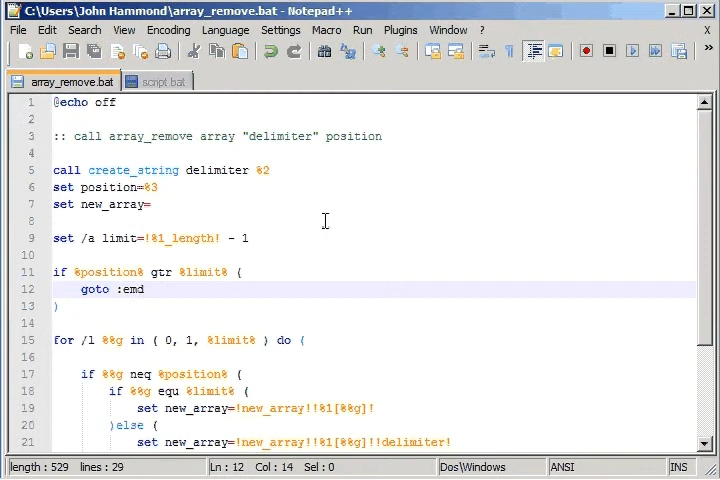 C:\Users\John Hammond\array_remove.bat - Notepad++
File Edit Search View Encoding Language Settings Macro Run Plugins Window ? X
array_remove.bat script.bat
1 @echo off
2
3 :: call array_remove array "delimiter" position
4
5 call create_string delimiter %2
6 set position=%3
7 set new_array=
8
9 set /a limit=!%1_length! - 1
10
11 if %position% gtr %limit% (
12 goto :emd
13 )
14
15 for /l %%g in ( 0, 1, %limit% ) do (
16
17 if %%g neq %position% (
18 if %%g equ %limit% (
19 set new_array=!new_array!!%1[%%g]!
20 )else (
21 set new_array=!new_array!!%1[%%g]!!delimiter!
length : 529 lines : 29 Ln : 12 Col : 14 Sel : 0 Dos\Windows ANSI INS